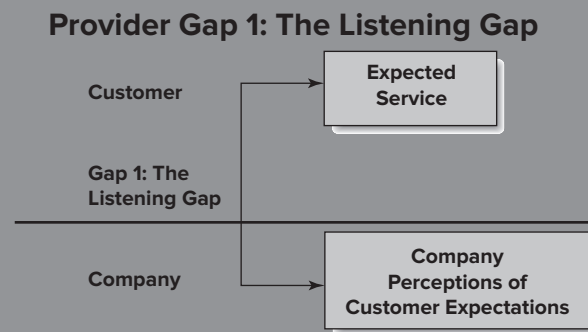 Provider Gap 1: The Listening Gap
Customer
Expected
Service
Gap 1: The
Listening Gap
Company
Company
Perceptions of
Customer Expectations